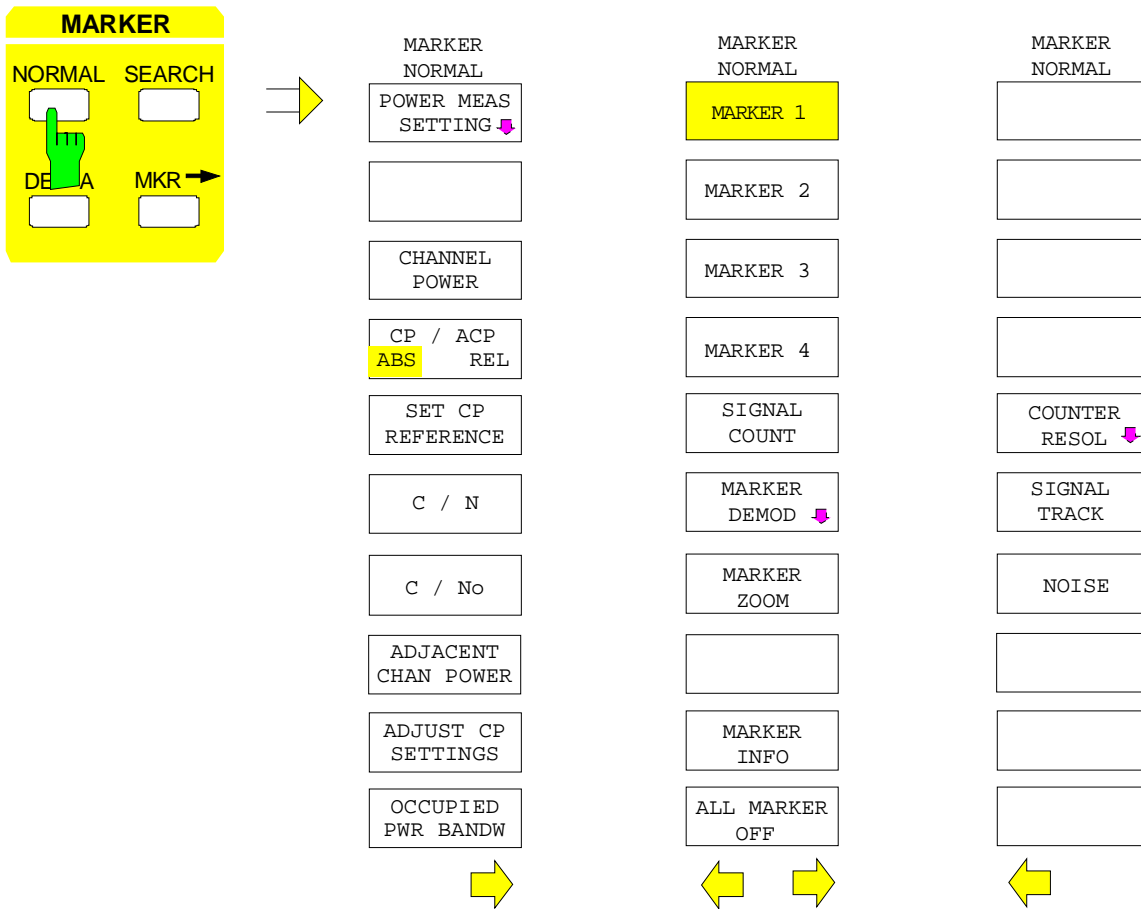 MARKER
NORMAL SEARCH
MKR
MARKER
NORMAL
POWER MEAS
SETTING
CHANNEL
POWER
CP / ACP
ABS REL
SET CP
REFERENCE
C / N
C / No
ADJACENT
CHAN POWER
ADJUST CP
SETTINGS
OCCUPIED
PWR BANDW
MARKER
NORMAL
MARKER 1
MARKER 2
MARKER 3
MARKER 4
SIGNAL
COUNT
MARKER
DEMOD
MARKER
ZOOM
MARKER
INFO
ALL MARKER
OFF
MARKER
NORMAL
COUNTER
RESOL
SIGNAL
TRACK
NOISE